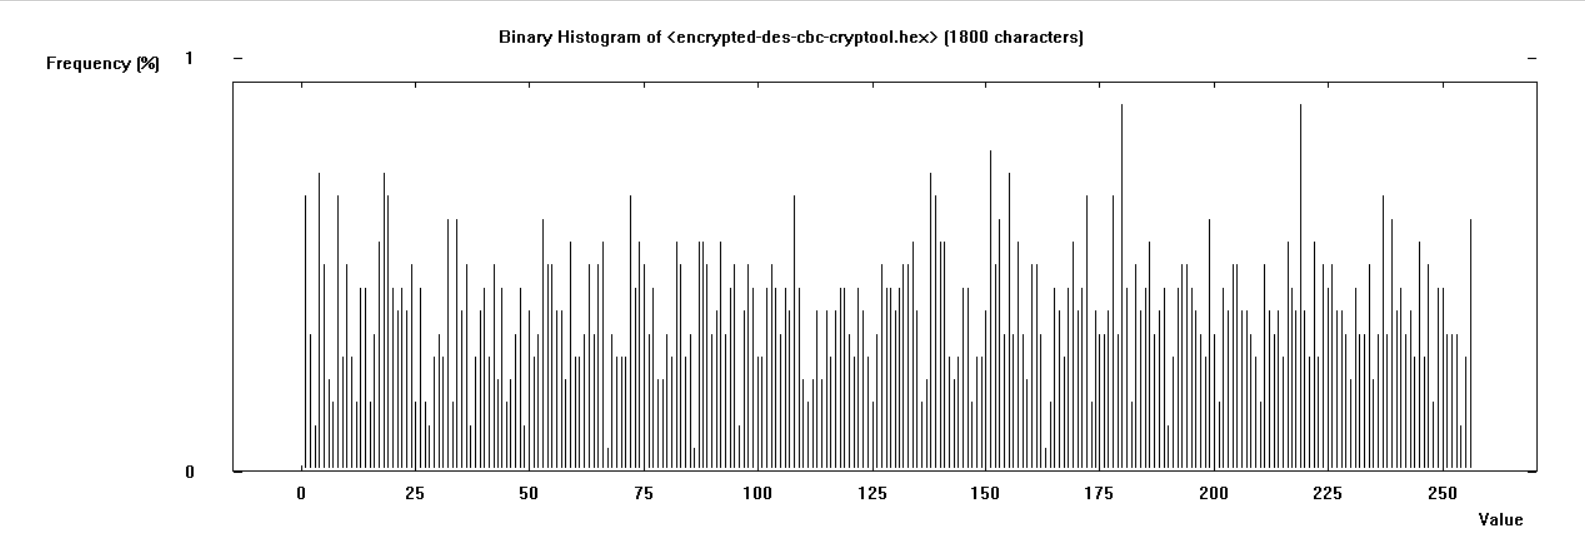 Binary Histogram of <encrypted-des-cbc-cryptool.hex> (1800 characters)
Frequency (%)
1
0
0 25 50 75 100 125 150 175 200 225 250
Value